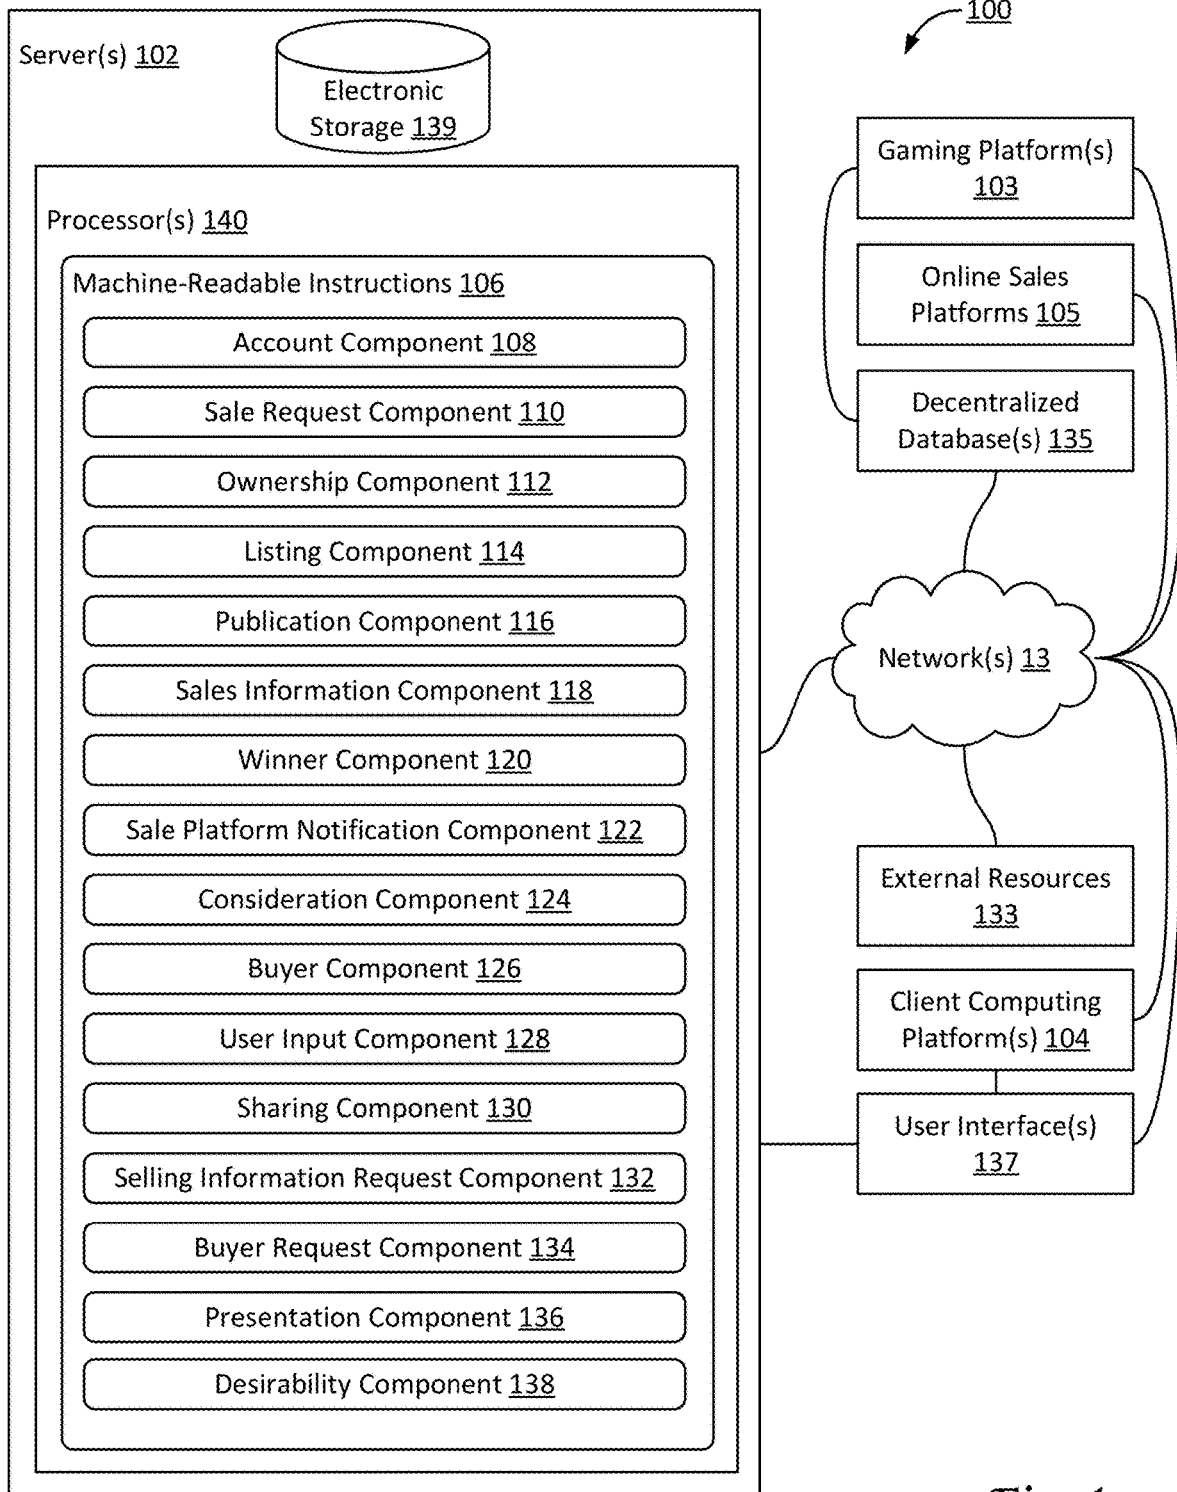 100
Server(s) 102
Electronic
Storage 139
Processor(s) 140
Machine-Readable Instructions 106
Account Component 108
Sale Request Component 110
Ownership Component 112
Listing Component 114
Publication Component 116
Sales Information Component 118
Winner Component 120
Sale Platform Notification Component 122
Consideration Component 124
Buyer Component 126
User Input Component 128
Sharing Component 130
Selling Information Request Component 132
Buyer Request Component 134
Presentation Component 136
Desirability Component 138
Gaming Platform(s)
103
Online Sales
Platforms 105
Decentralized
Database(s) 135
Network(s) 13
External Resources
133
Client Computing
Platform(s) 104
User Interface(s)
137